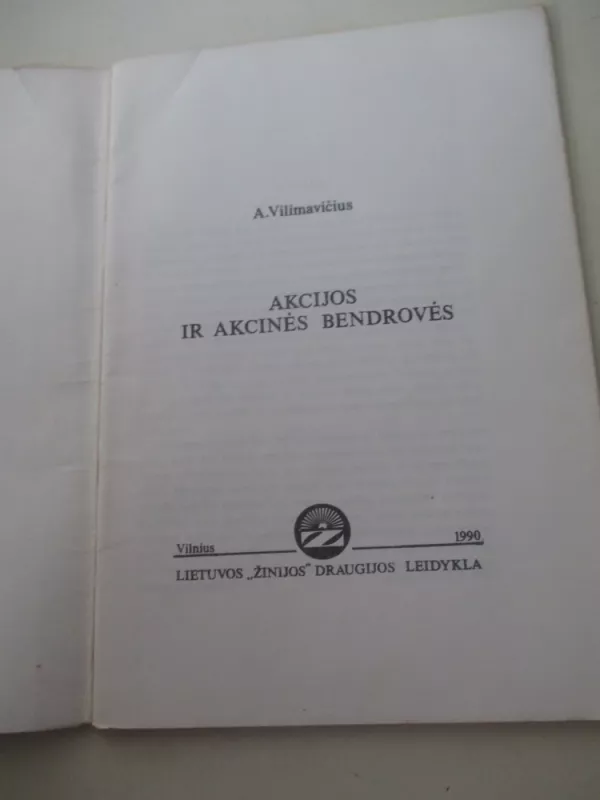 A.Vilimavičius
AKCIJOS
IR AKCINĖS BENDROVĖS
Vilnius 1990
LIETUVOS „ŽINIJOS" DRAUGIJOS LEIDYKLA